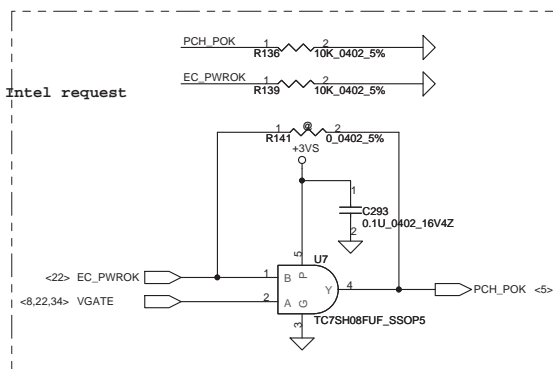 PCH_POK 1 2
R136 10K_0402_5%
EC_PWROK 1 2
R139 10K_0402_5%
Intel request
1 @ 2
R141 0_0402_5%
+3VS
1
C293
0.1U_0402_16V4Z
2
U7
5
<22> EC_PWROK 1 B P
Y 4 PCH_POK <5>
<8,22,34> VGATE 2 A G
TC7SH08FUF_SSOP5
3